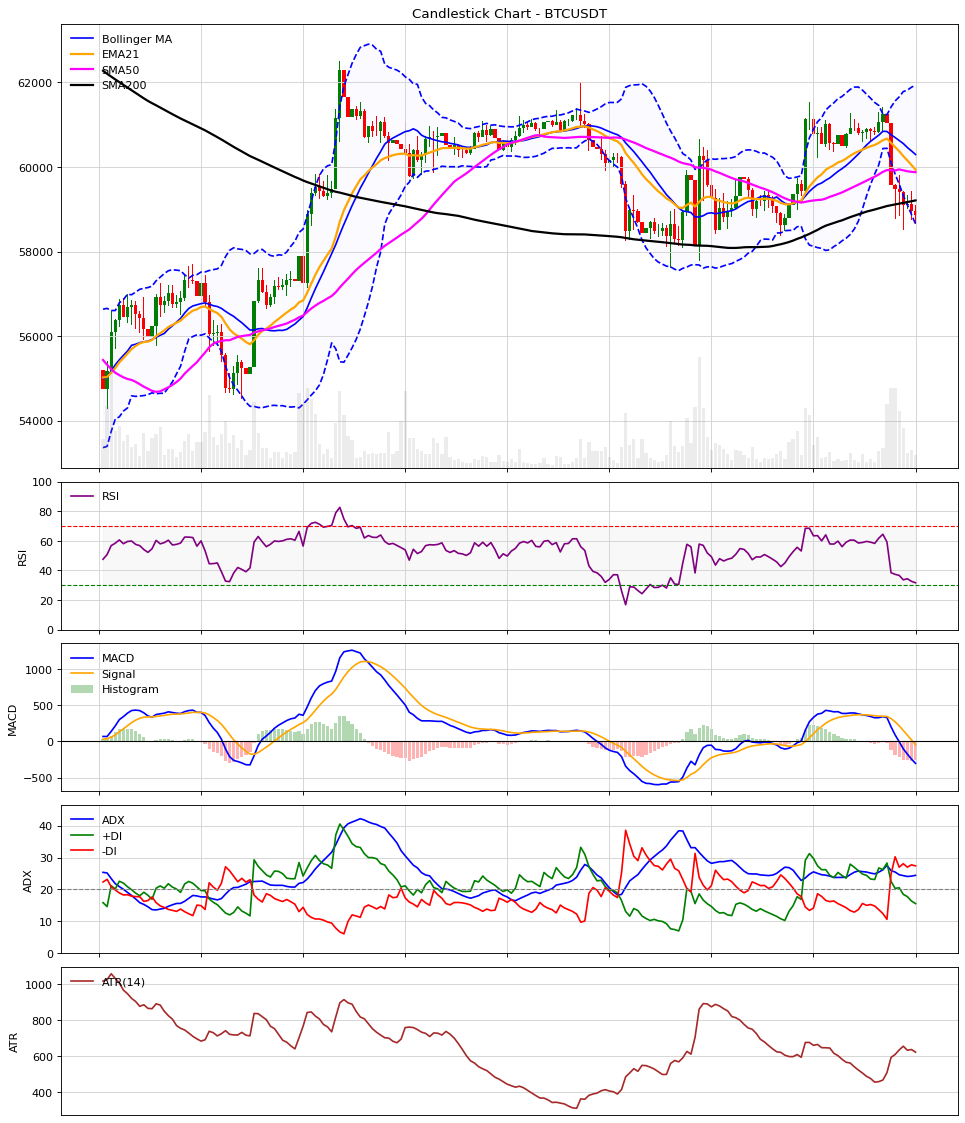 Candlestick Chart - BTCUSDT
Bollinger MA
EMA21
SMA50
SMA200
62000
60000
58000
56000
54000
RSI
100
80
60
40
20
0
RSI
MACD
Signal
Histogram
1000
500
0
−500
MACD
ADX
+DI
-DI
40
30
20
10
0
ADX
ATR(14)
1000
800
600
400
ATR